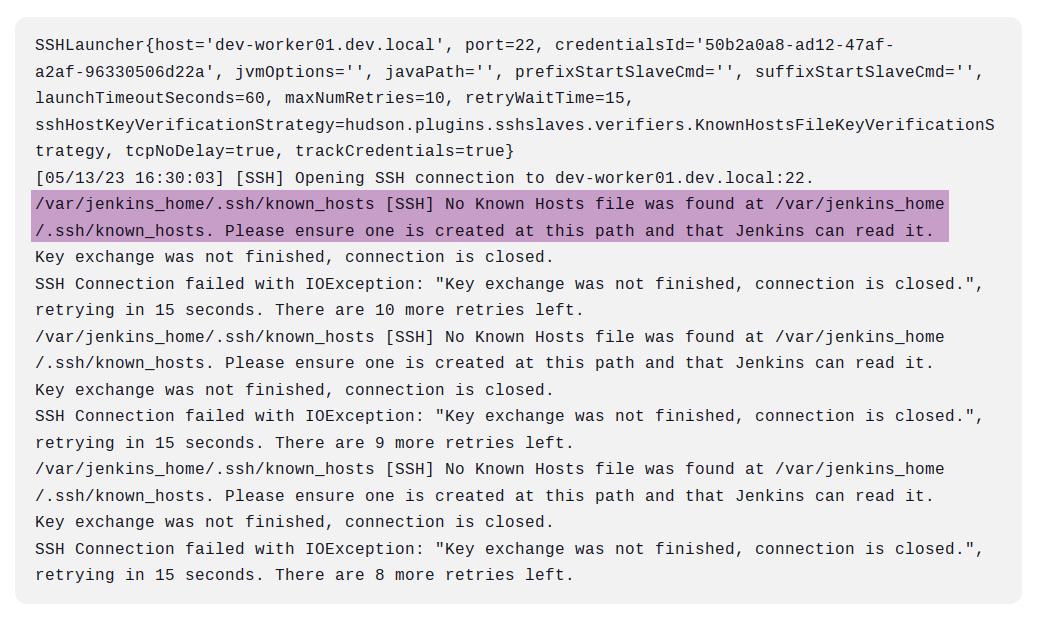 SSHLauncher{host='dev-worker01.dev.local', port=22, credentialsId='50b2a0a8-ad12-47af-
a2af-96330506d22a', jvmOptions='', javaPath='', prefixStartSlaveCmd='', suffixStartSlaveCmd='',
launchTimeoutSeconds=60, maxNumRetries=10, retryWaitTime=15,
sshHostKeyVerificationStrategy=hudson.plugins.sshslaves.verifiers.KnownHostsFileKeyVerificationS
trategy, tcpNoDelay=true, trackCredentials=true}
[05/13/23 16:30:03] [SSH] Opening SSH connection to dev-worker01.dev.local:22.
/var/jenkins_home/.ssh/known_hosts [SSH] No Known Hosts file was found at /var/jenkins_home
/.ssh/known_hosts. Please ensure one is created at this path and that Jenkins can read it.
Key exchange was not finished, connection is closed.
SSH Connection failed with IOException: "Key exchange was not finished, connection is closed.",
retrying in 15 seconds. There are 10 more retries left.
/var/jenkins_home/.ssh/known_hosts [SSH] No Known Hosts file was found at /var/jenkins_home
/.ssh/known_hosts. Please ensure one is created at this path and that Jenkins can read it.
Key exchange was not finished, connection is closed.
SSH Connection failed with IOException: "Key exchange was not finished, connection is closed.",
retrying in 15 seconds. There are 9 more retries left.
/var/jenkins_home/.ssh/known_hosts [SSH] No Known Hosts file was found at /var/jenkins_home
/.ssh/known_hosts. Please ensure one is created at this path and that Jenkins can read it.
Key exchange was not finished, connection is closed.
SSH Connection failed with IOException: "Key exchange was not finished, connection is closed.",
retrying in 15 seconds. There are 8 more retries left.